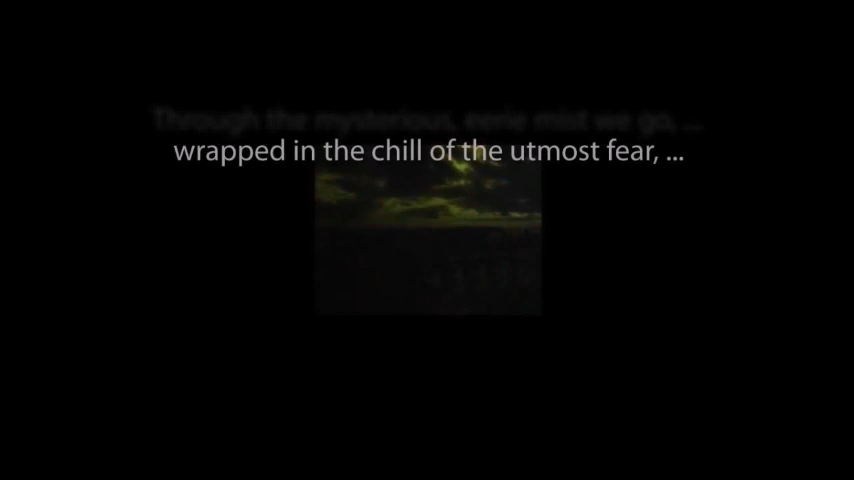 Through the mysterious, eerie mist we go, ...
wrapped in the chill of the utmost fear, ...